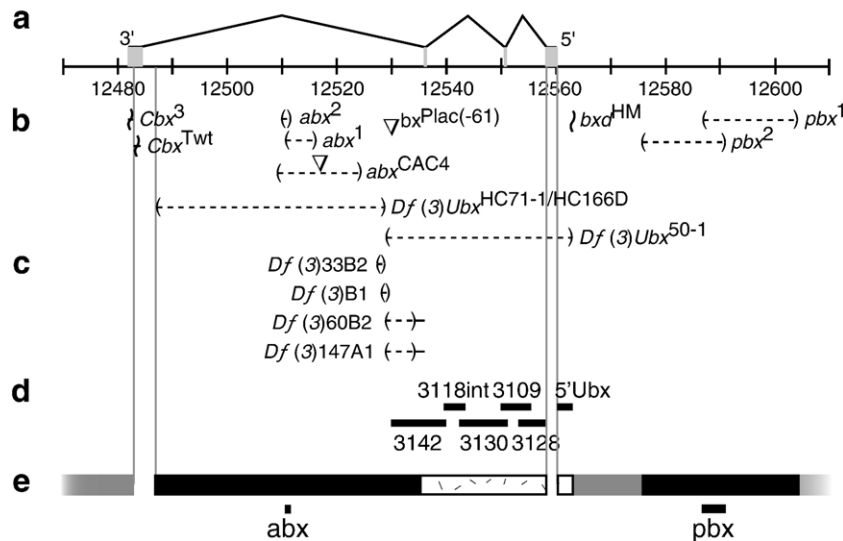 a
3' 5'
12480 12500 12520 12540 12560 12580 12600
b
Cbx3 abx2 bxPlac(-61) bxdHM pbx1
CbxTwt abx1 pbx2
abxCAC4
Df (3)UbxHC71-1/HC166D
Df (3)Ubx50-1
c
Df (3)33B2
Df (3)B1
Df (3)60B2
Df (3)147A1
d
3118int 3109 5'Ubx
3142 3130 3128
e
abx pbx